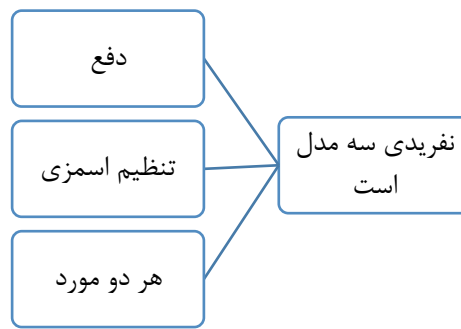 نفریدی سه مدل
است
دفع
تنظیم اسمزی
هر دو مورد